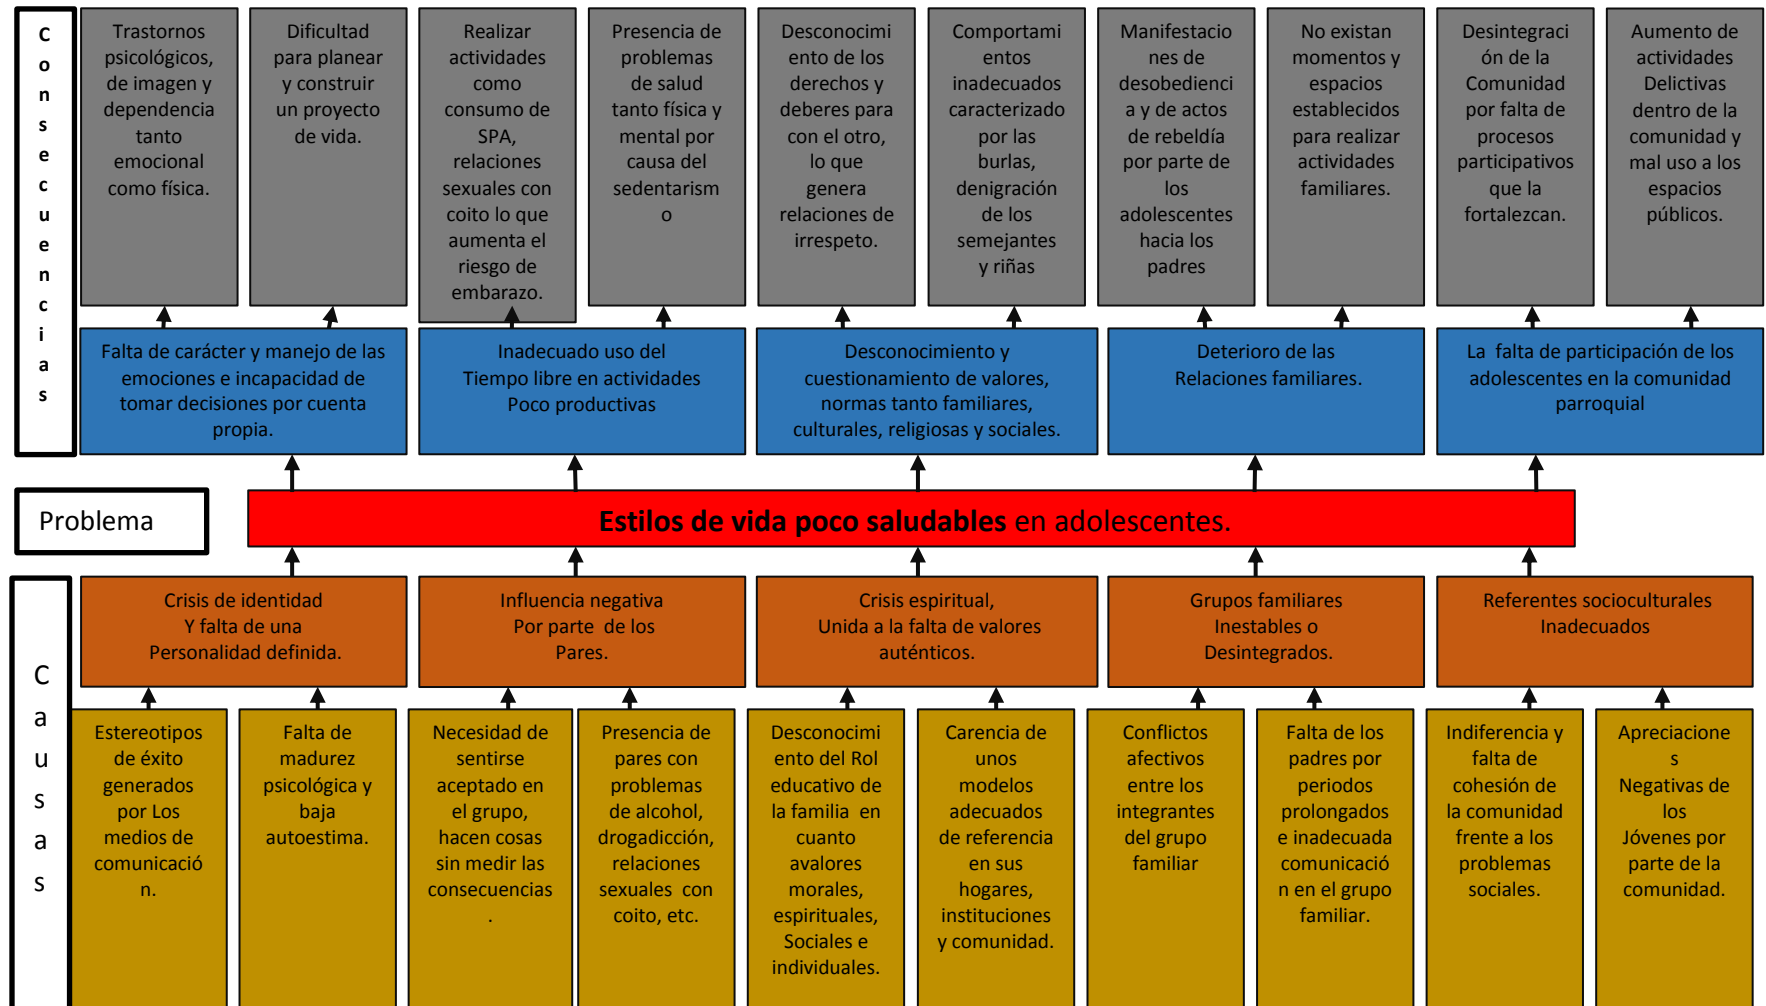 Consecuencias
Trastornos
psicológicos,
de imagen y
dependencia
tanto
emocional
como física.
Dificultad
para planear
y construir
un proyecto
de vida.
Realizar
actividades
como
consumo de
SPA,
relaciones
sexuales con
coito lo que
aumenta el
riesgo de
embarazo.
Presencia de
problemas
de salud
tanto física y
mental por
causa del
sedentarism
o
Desconocimi
ento de los
derechos y
deberes para
con el otro,
lo que
genera
relaciones de
irrespeto.
Comportami
entos
inadecuados
caracterizado
por las
burlas,
denigración
de los
semejantes
y riñas
Manifestacio
nes de
desobedienci
a y de actos
de rebeldía
por parte de
los
adolescentes
hacia los
padres
No existan
momentos y
espacios
establecidos
para realizar
actividades
familiares.
Desintegraci
ón de la
Comunidad
por falta de
procesos
participativos
que la
fortalezcan.
Aumento de
actividades
Delictivas
dentro de la
comunidad y
mal uso a los
espacios
públicos.
Falta de carácter y manejo de las
emociones e incapacidad de
tomar decisiones por cuenta
propia.
Inadecuado uso del
Tiempo libre en actividades
Poco productivas
Desconocimiento y
cuestionamiento de valores,
normas tanto familiares,
culturales, religiosas y sociales.
Deterioro de las
Relaciones familiares.
La falta de participación de los
adolescentes en la comunidad
parroquial
Problema
Estilos de vida poco saludables en adolescentes.
Causas
Crisis de identidad
Y falta de una
Personalidad definida.
Influencia negativa
Por parte de los
Pares.
Crisis espiritual,
Unida a la falta de valores
auténticos.
Grupos familiares
Inestables o
Desintegrados.
Referentes socioculturales
Inadecuados
Estereotipos
de éxito
generados
por Los
medios de
comunicació
n.
Falta de
madurez
psicológica y
baja
autoestima.
Necesidad de
sentirse
aceptado en
el grupo,
hacen cosas
sin medir las
consecuencias
.
Presencia de
pares con
problemas
de alcohol,
drogadicción,
relaciones
sexuales con
coito, etc.
Desconocimi
ento del Rol
educativo de
la familia en
cuanto
avalores
morales,
espirituales,
Sociales e
individuales.
Carencia de
unos
modelos
adecuados
de referencia
en sus
hogares,
instituciones
y comunidad.
Conflictos
afectivos
entre los
integrantes
del grupo
familiar
Falta de los
padres por
periodos
prolongados
e inadecuada
comunicació
n en el grupo
familiar.
Indiferencia y
falta de
cohesión de
la comunidad
frente a los
problemas
sociales.
Apreciacione
s
Negativas de
los
Jóvenes por
parte de la
comunidad.